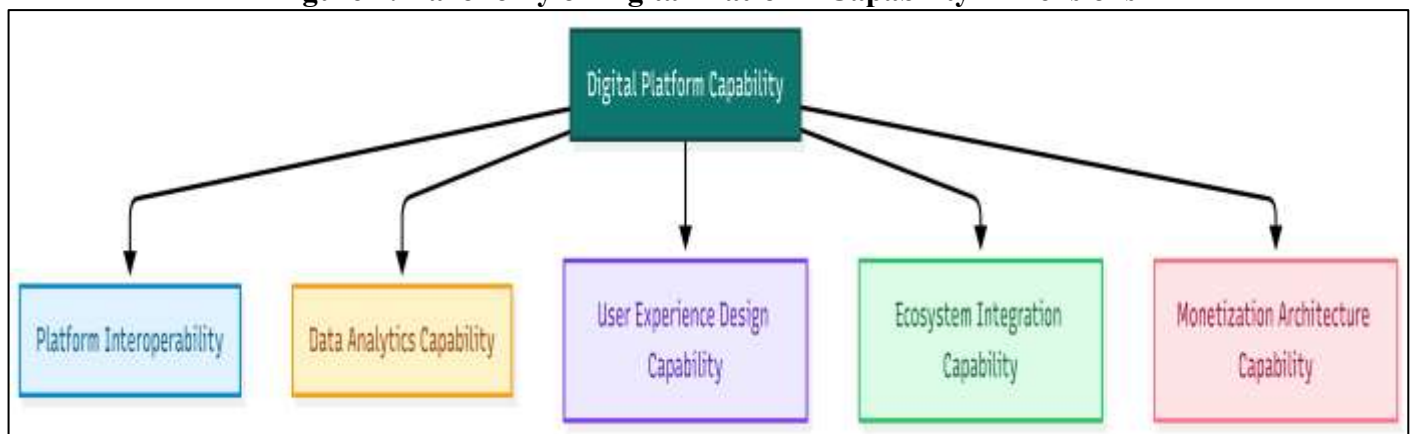 Digital Platform Capability
Platform Interoperability
Data Analytics Capability
User Experience Design
Capability
Ecosystem Integration
Capability
Monetization Architecture
Capability